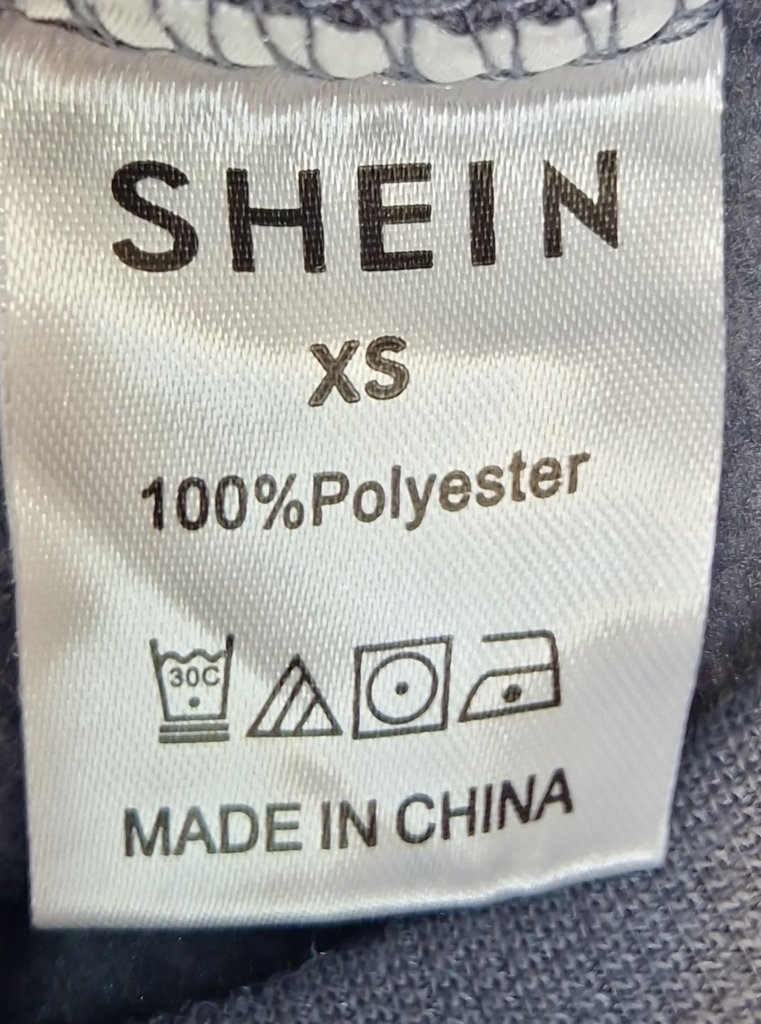 SHEIN
XS
100%Polyester
30C
MADE IN CHINA